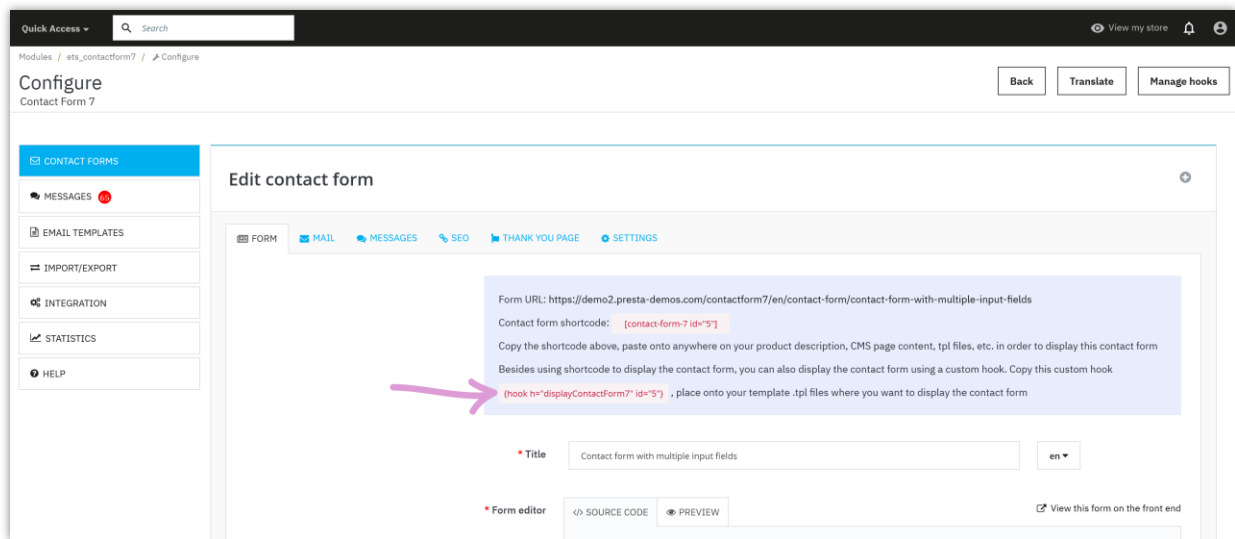 Quick Access
Search
View my store
Modules / ets_contactform7 / Configure
Configure
Contact Form 7
Back
Translate
Manage hooks
CONTACT FORMS
MESSAGES 65
EMAIL TEMPLATES
IMPORT/EXPORT
INTEGRATION
STATISTICS
HELP
Edit contact form
FORM
MAIL
MESSAGES
SEO
THANK YOU PAGE
SETTINGS
Form URL: https://demo2.presta-demos.com/contactform7/en/contact-form/contact-form-with-multiple-input-fields
Contact form shortcode: [contact-form-7 id="5"]
Copy the shortcode above, paste onto anywhere on your product description, CMS page content, tpl files, etc. in order to display this contact form
Besides using shortcode to display the contact form, you can also display the contact form using a custom hook. Copy this custom hook
{hook h="displayContactForm7" id="5"} , place onto your template .tpl files where you want to display the contact form
* Title
Contact form with multiple input fields
en
* Form editor
</> SOURCE CODE
PREVIEW
View this form on the front end